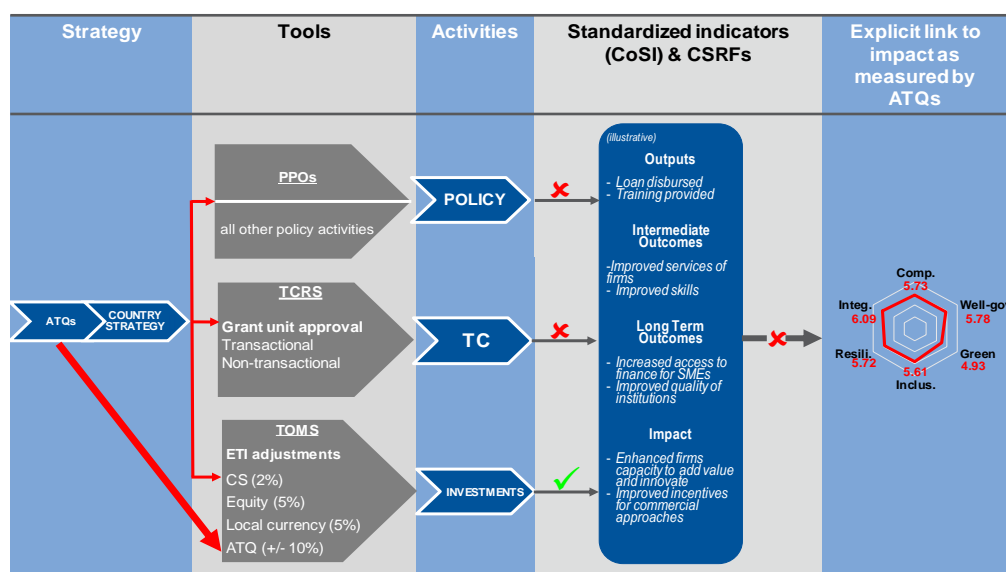 Strategy
Tools
Activities
Standardized indicators
(CoSI) & CSRFs
Explicit link to
impact as
measured by
ATQs
ATQs
COUNTRY
STRATEGY
PPOs
all other policy activities
TCRS
Grant unit approval
Transactional
Non-transactional
TOMS
ETI adjustments
CS (2%)
Equity (5%)
Local currency (5%)
ATQ (+/- 10%)
POLICY
TC
INVESTMENTS
(illustrative)
Outputs
- Loan disbursed
- Training provided
Intermediate
Outcomes
-Improved services of
firms
- Improved skills
Long Term
Outcomes
- Increased access to
finance for SMEs
- Improved quality of
institutions
Impact
- Enhanced firms
capacity to add value
and innovate
- Improved incentives
for commercial
approaches
Comp.
5.73
Integ.
6.09
Well-gov
5.78
Resili.
5.72
Green
4.93
5.61
Inclus.